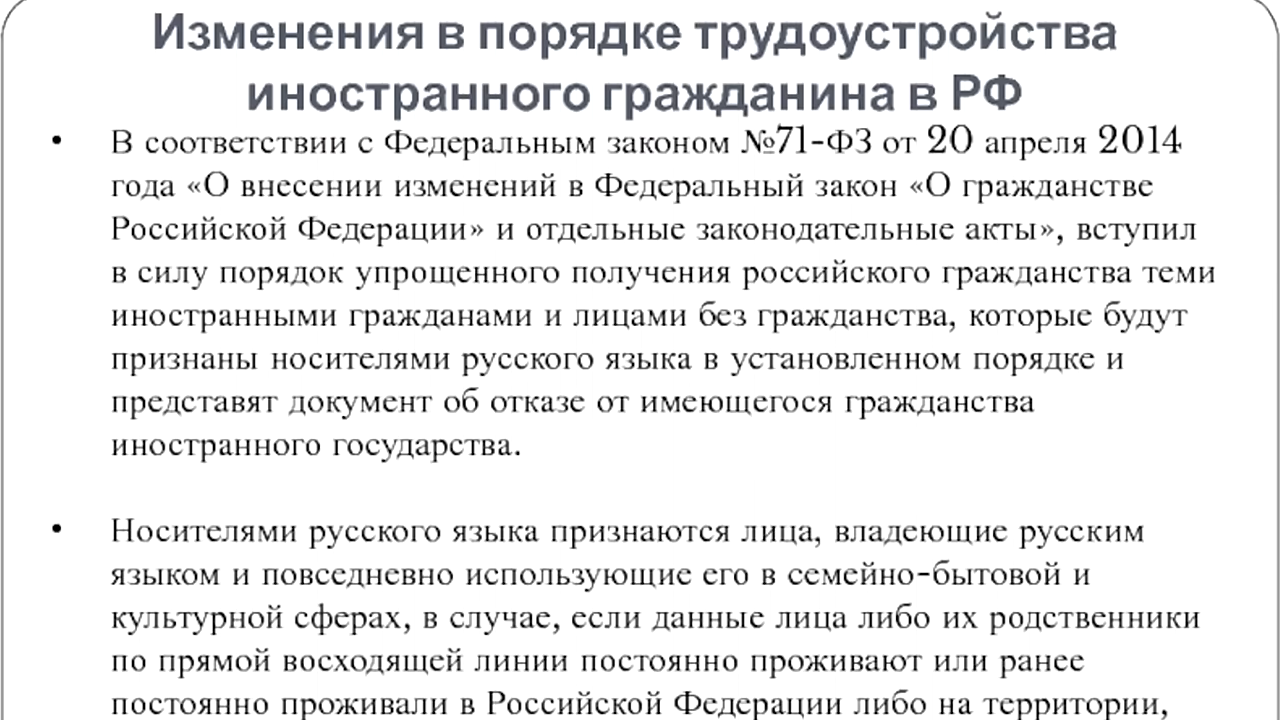 Изменения в порядке трудоустройства
иностранного гражданина в РФ
• В соответствии с Федеральным законом №71-ФЗ от 20 апреля 2014
года «О внесении изменений в Федеральный закон «О гражданстве
Российской Федерации» и отдельные законодательные акты», вступил
в силу порядок упрощенного получения российского гражданства теми
иностранными гражданами и лицами без гражданства, которые будут
признаны носителями русского языка в установленном порядке и
представят документ об отказе от имеющегося гражданства
иностранного государства.
• Носителями русского языка признаются лица, владеющие русским
языком и повседневно использующие его в семейно-бытовой и
культурной сферах, в случае, если данные лица либо их родственники
по прямой восходящей линии постоянно проживают или ранее
постоянно проживали в Российской Федерации либо на территории,